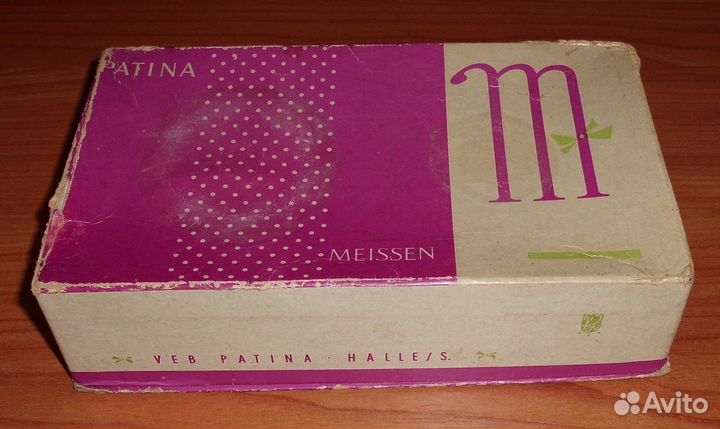 PATINA
m
MEISSEN
VEB PATINA · HALLE/S.
Avito